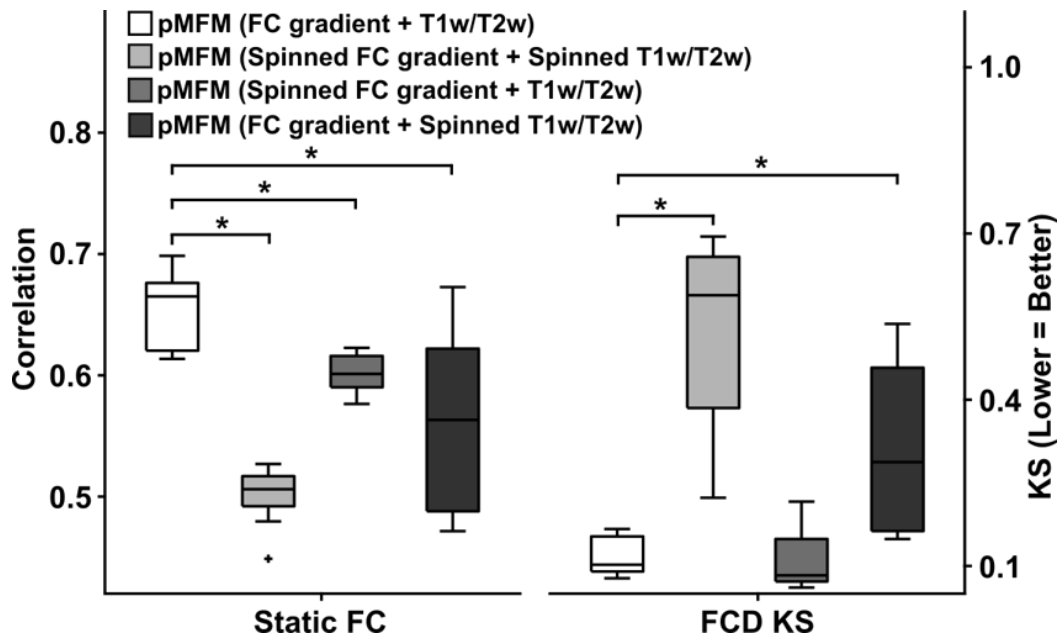 pMFM (FC gradient + T1w/T2w)
pMFM (Spinned FC gradient + Spinned T1w/T2w)
pMFM (Spinned FC gradient + T1w/T2w)
pMFM (FC gradient + Spinned T1w/T2w)
Correlation
0.8
0.7
0.6
0.5
*
*
*
*
*
1.0
0.7
0.4
0.1
KS (Lower = Better)
Static FC
FCD KS